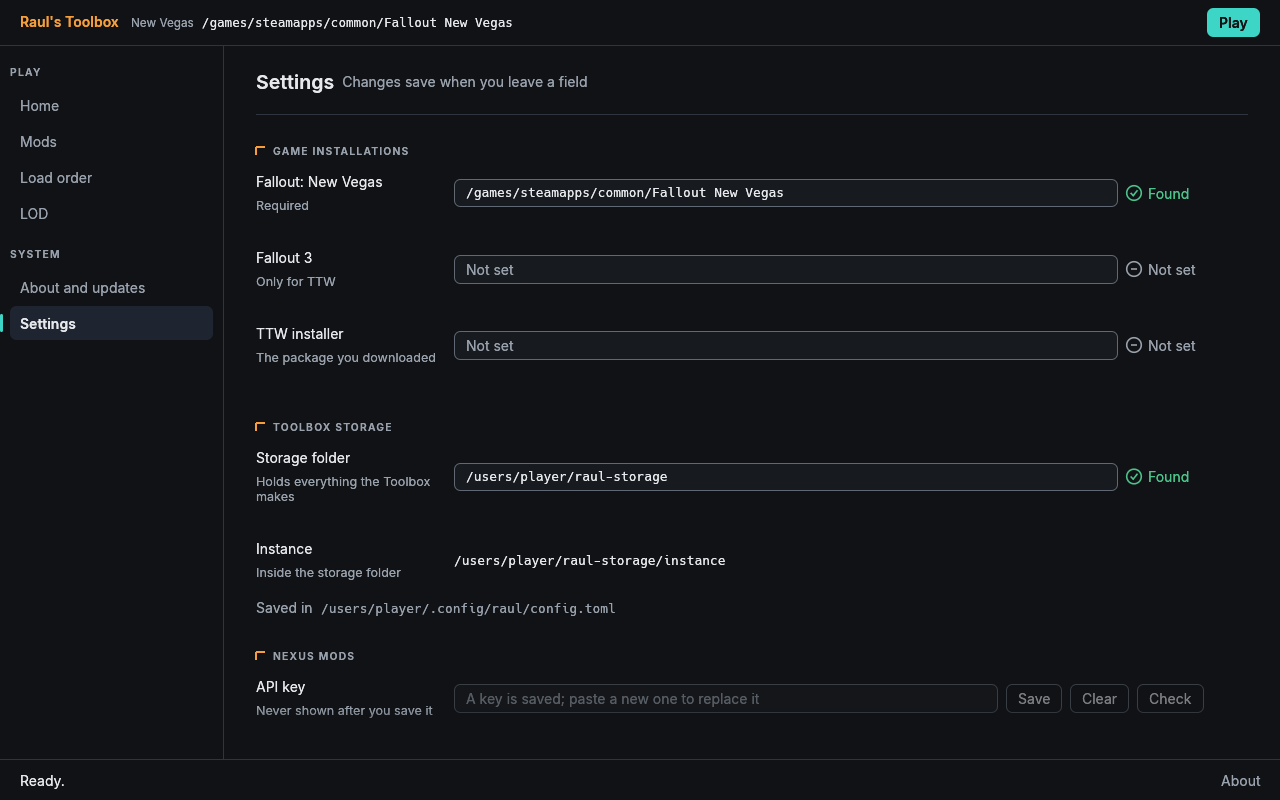 Raul's Toolbox New Vegas /games/steamapps/common/Fallout New Vegas Play
PLAY
Home
Mods
Load order
LOD
SYSTEM
About and updates
Settings
Settings Changes save when you leave a field
GAME INSTALLATIONS
Fallout: New Vegas
Required
/games/steamapps/common/Fallout New Vegas
Found
Fallout 3
Only for TTW
Not set
Not set
TTW installer
The package you downloaded
Not set
Not set
TOOLBOX STORAGE
Storage folder
Holds everything the Toolbox
makes
/users/player/raul-storage
Found
Instance
Inside the storage folder
/users/player/raul-storage/instance
Saved in /users/player/.config/raul/config.toml
NEXUS MODS
API key
Never shown after you save it
A key is saved; paste a new one to replace it
Save
Clear
Check
Ready.
About